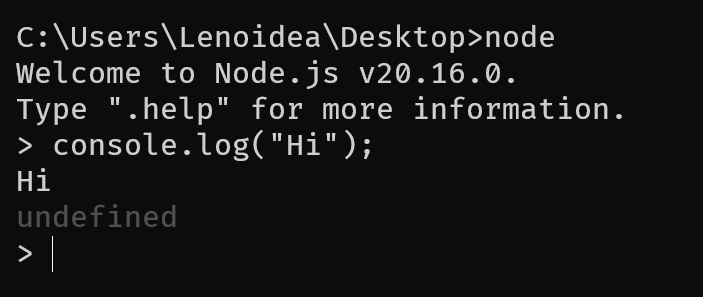 C:\Users\Lenoidea\Desktop>node
Welcome to Node.js v20.16.0.
Type ".help" for more information.
> console.log("Hi");
Hi
undefined
>